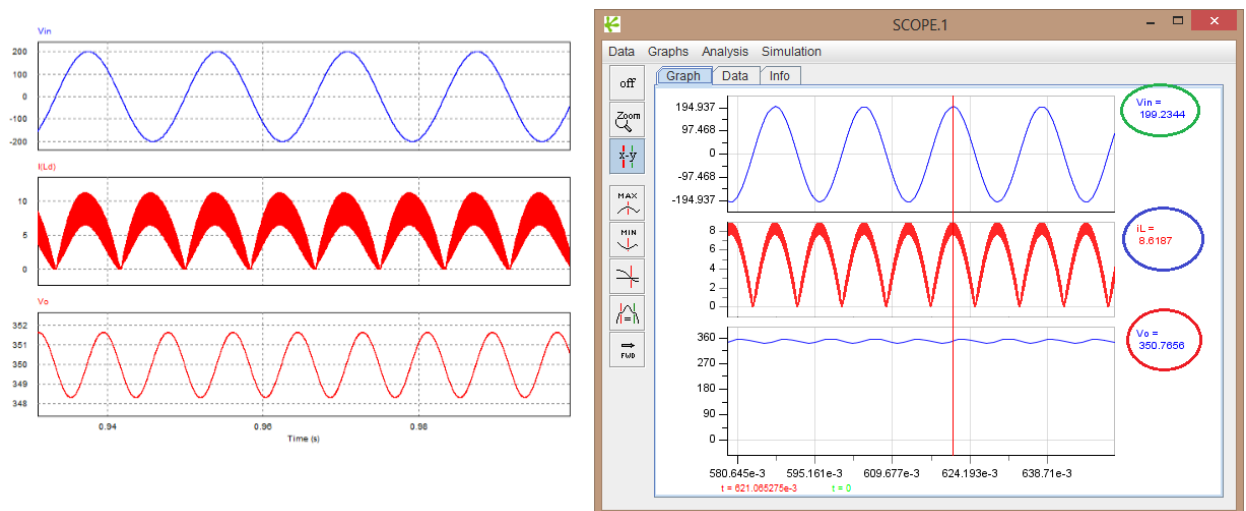 Vin
200
100
0
-100
-200
I(Ld)
10
5
0
Vo
352
351
350
349
348
0.94
0.96
0.98
Time (s)
SCOPE.1
Data Graphs Analysis Simulation
off
Zoom
x-y
MAX
MIN
FWD
Graph Data Info
194.937
97.468
0
-97.468
-194.937
Vin =
199.2344
8
6
4
2
0
iL =
8.6187
360
270
180
90
0
Vo =
350.7656
580.645e-3 595.161e-3 609.677e-3 624.193e-3 638.71e-3
t = 621.065275e-3 t = 0